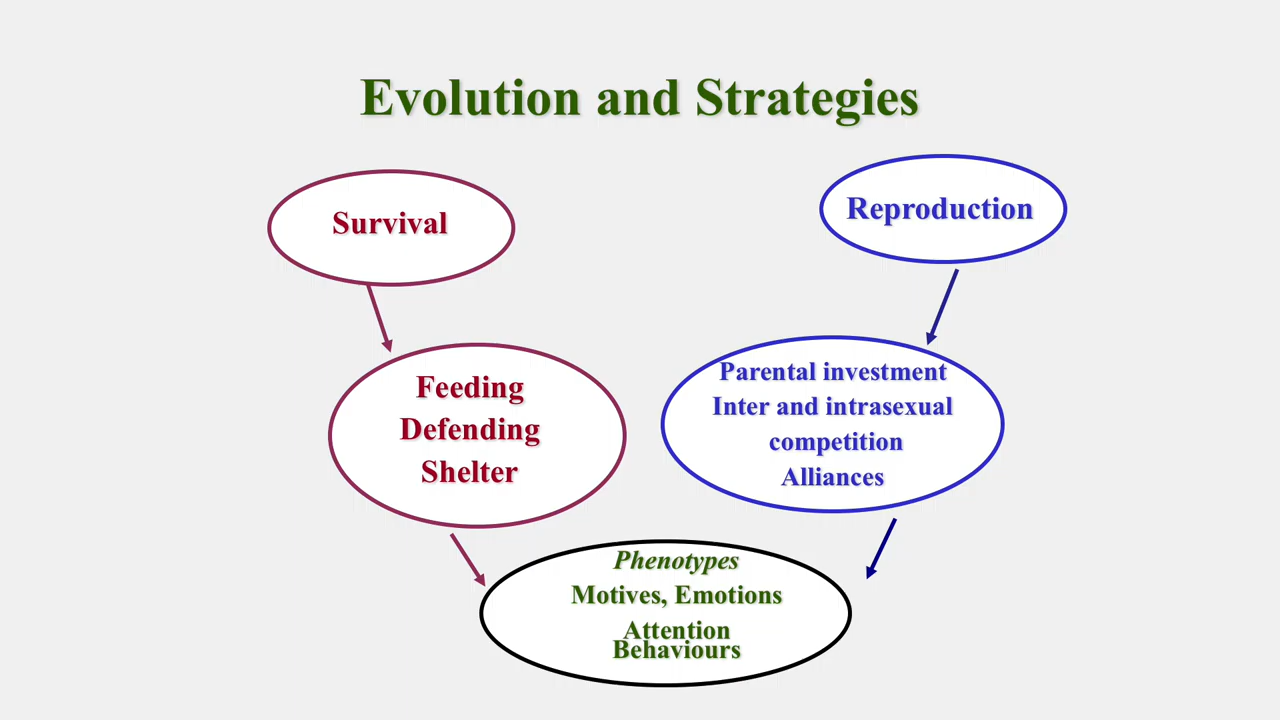 Evolution and Strategies
Survival
Reproduction
Feeding
Defending
Shelter
Parental investment
Inter and intrasexual
competition
Alliances
Phenotypes
Motives, Emotions
Attention
Behaviours